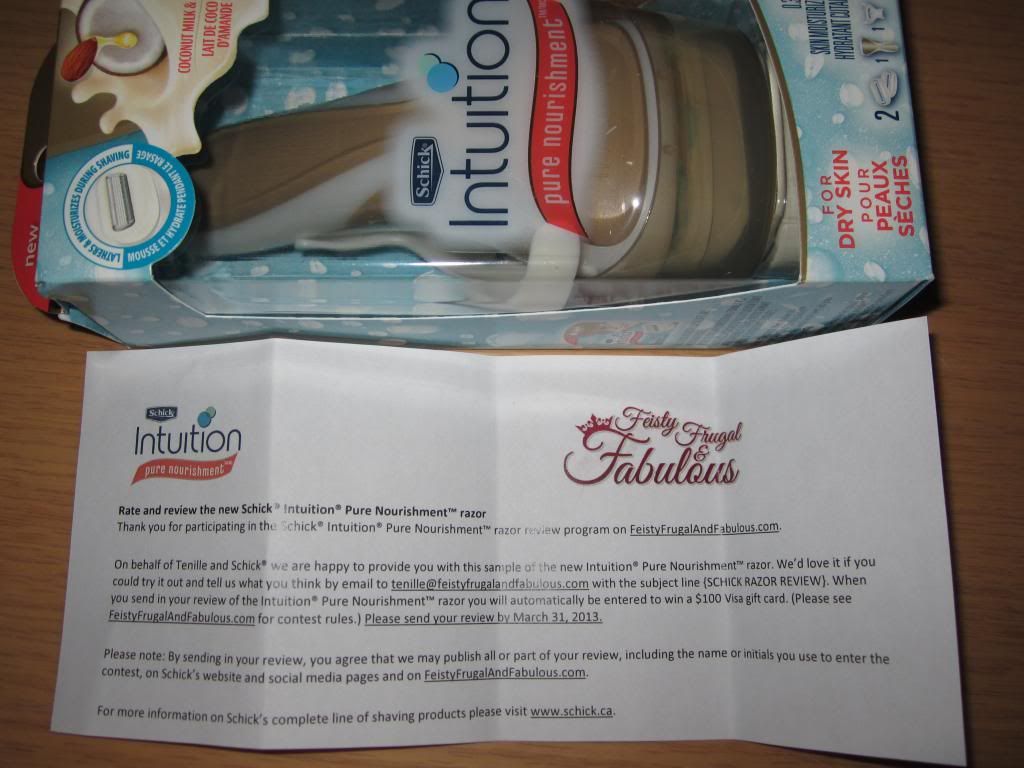 COCONUT MILK &
LAIT DE COCO
D'AMANDE
new
LATHERS & MOISTURIZES DURING SHAVING
MOUSSE ET HYDRATE PENDANT LE RASAGE
Schick
Intuition
pure nourishment
FOR
DRY SKIN
POUR
PEAUX
SÈCHES
2
1
1
Schick
Intuition®
pure nourishment™
Feisty Frugal
&
Fabulous
Rate and review the new Schick® Intuition® Pure Nourishment™ razor
Thank you for participating in the Schick® Intuition® Pure Nourishment™ razor review program on FeistyFrugalAndFabulous.com.
On behalf of Tenille and Schick® we are happy to provide you with this sample of the new Intuition® Pure Nourishment™ razor. We'd love it if you
could try it out and tell us what you think by email to tenille@feistyfrugalandfabulous.com with the subject line {SCHICK RAZOR REVIEW}. When
you send in your review of the Intuition® Pure Nourishment™ razor you will automatically be entered to win a $100 Visa gift card. (Please see
FeistyFrugalAndFabulous.com for contest rules.) Please send your review by March 31, 2013.
Please note: By sending in your review, you agree that we may publish all or part of your review, including the name or initials you use to enter the
contest, on Schick's website and social media pages and on FeistyFrugalAndFabulous.com.
For more information on Schick's complete line of shaving products please visit www.schick.ca.